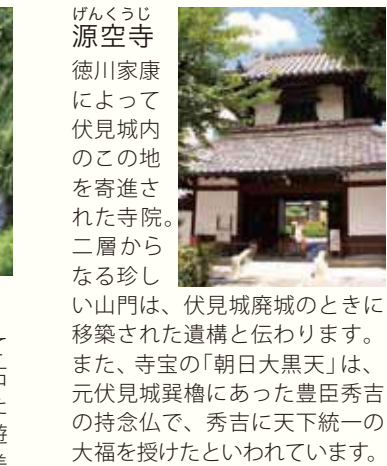 げんくうじ
源空寺
徳川家康
によって
伏見城内
のこの地
を寄進さ
れた寺院。
二層から
なる珍し
い山門は、伏見城廃城のときに
移築された遺構と伝わります。
また、寺宝の「朝日大黒天」は、
元伏見城巽櫓にあった豊臣秀吉
の持念仏で、秀吉に天下統一の
大福を授けたといわれています。